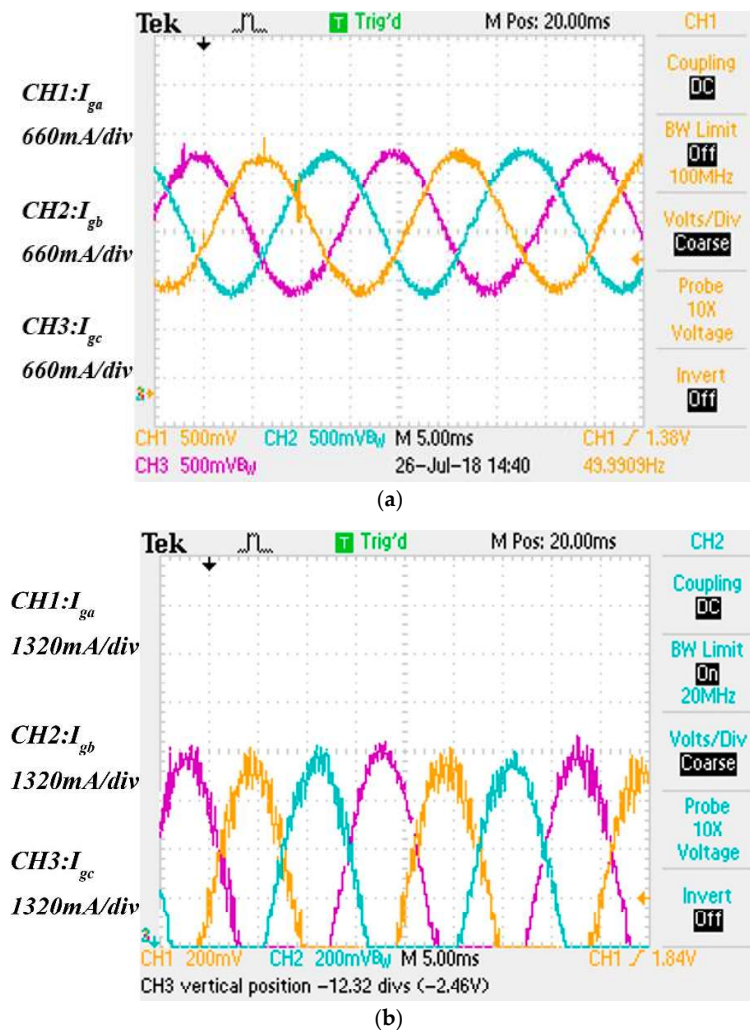 Tek T Trig'd M Pos: 20.00ms CH1
CH1:Iga
660mA/div
CH2:Igb
660mA/div
CH3:Igc
660mA/div
Coupling
DC
BW Limit
Off
100MHz
Volts/Div
Coarse
Probe
10X
Voltage
Invert
Off
3
CH1 500mV CH2 500mVBW M 5.00ms CH1 ƒ 1.38V
CH3 500mVBW 26-Jul-18 14:40 49.9909Hz
(a)
Tek T Trig'd M Pos: 20.00ms CH2
CH1:Iga
1320mA/div
CH2:Igb
1320mA/div
CH3:Igc
1320mA/div
Coupling
DC
BW Limit
On
20MHz
Volts/Div
Coarse
Probe
10X
Voltage
Invert
Off
3
CH1 200mV CH2 200mVBW M 5.00ms CH1 ƒ 1.84V
CH3 vertical position -12.32 divs (-2.46V)
(b)